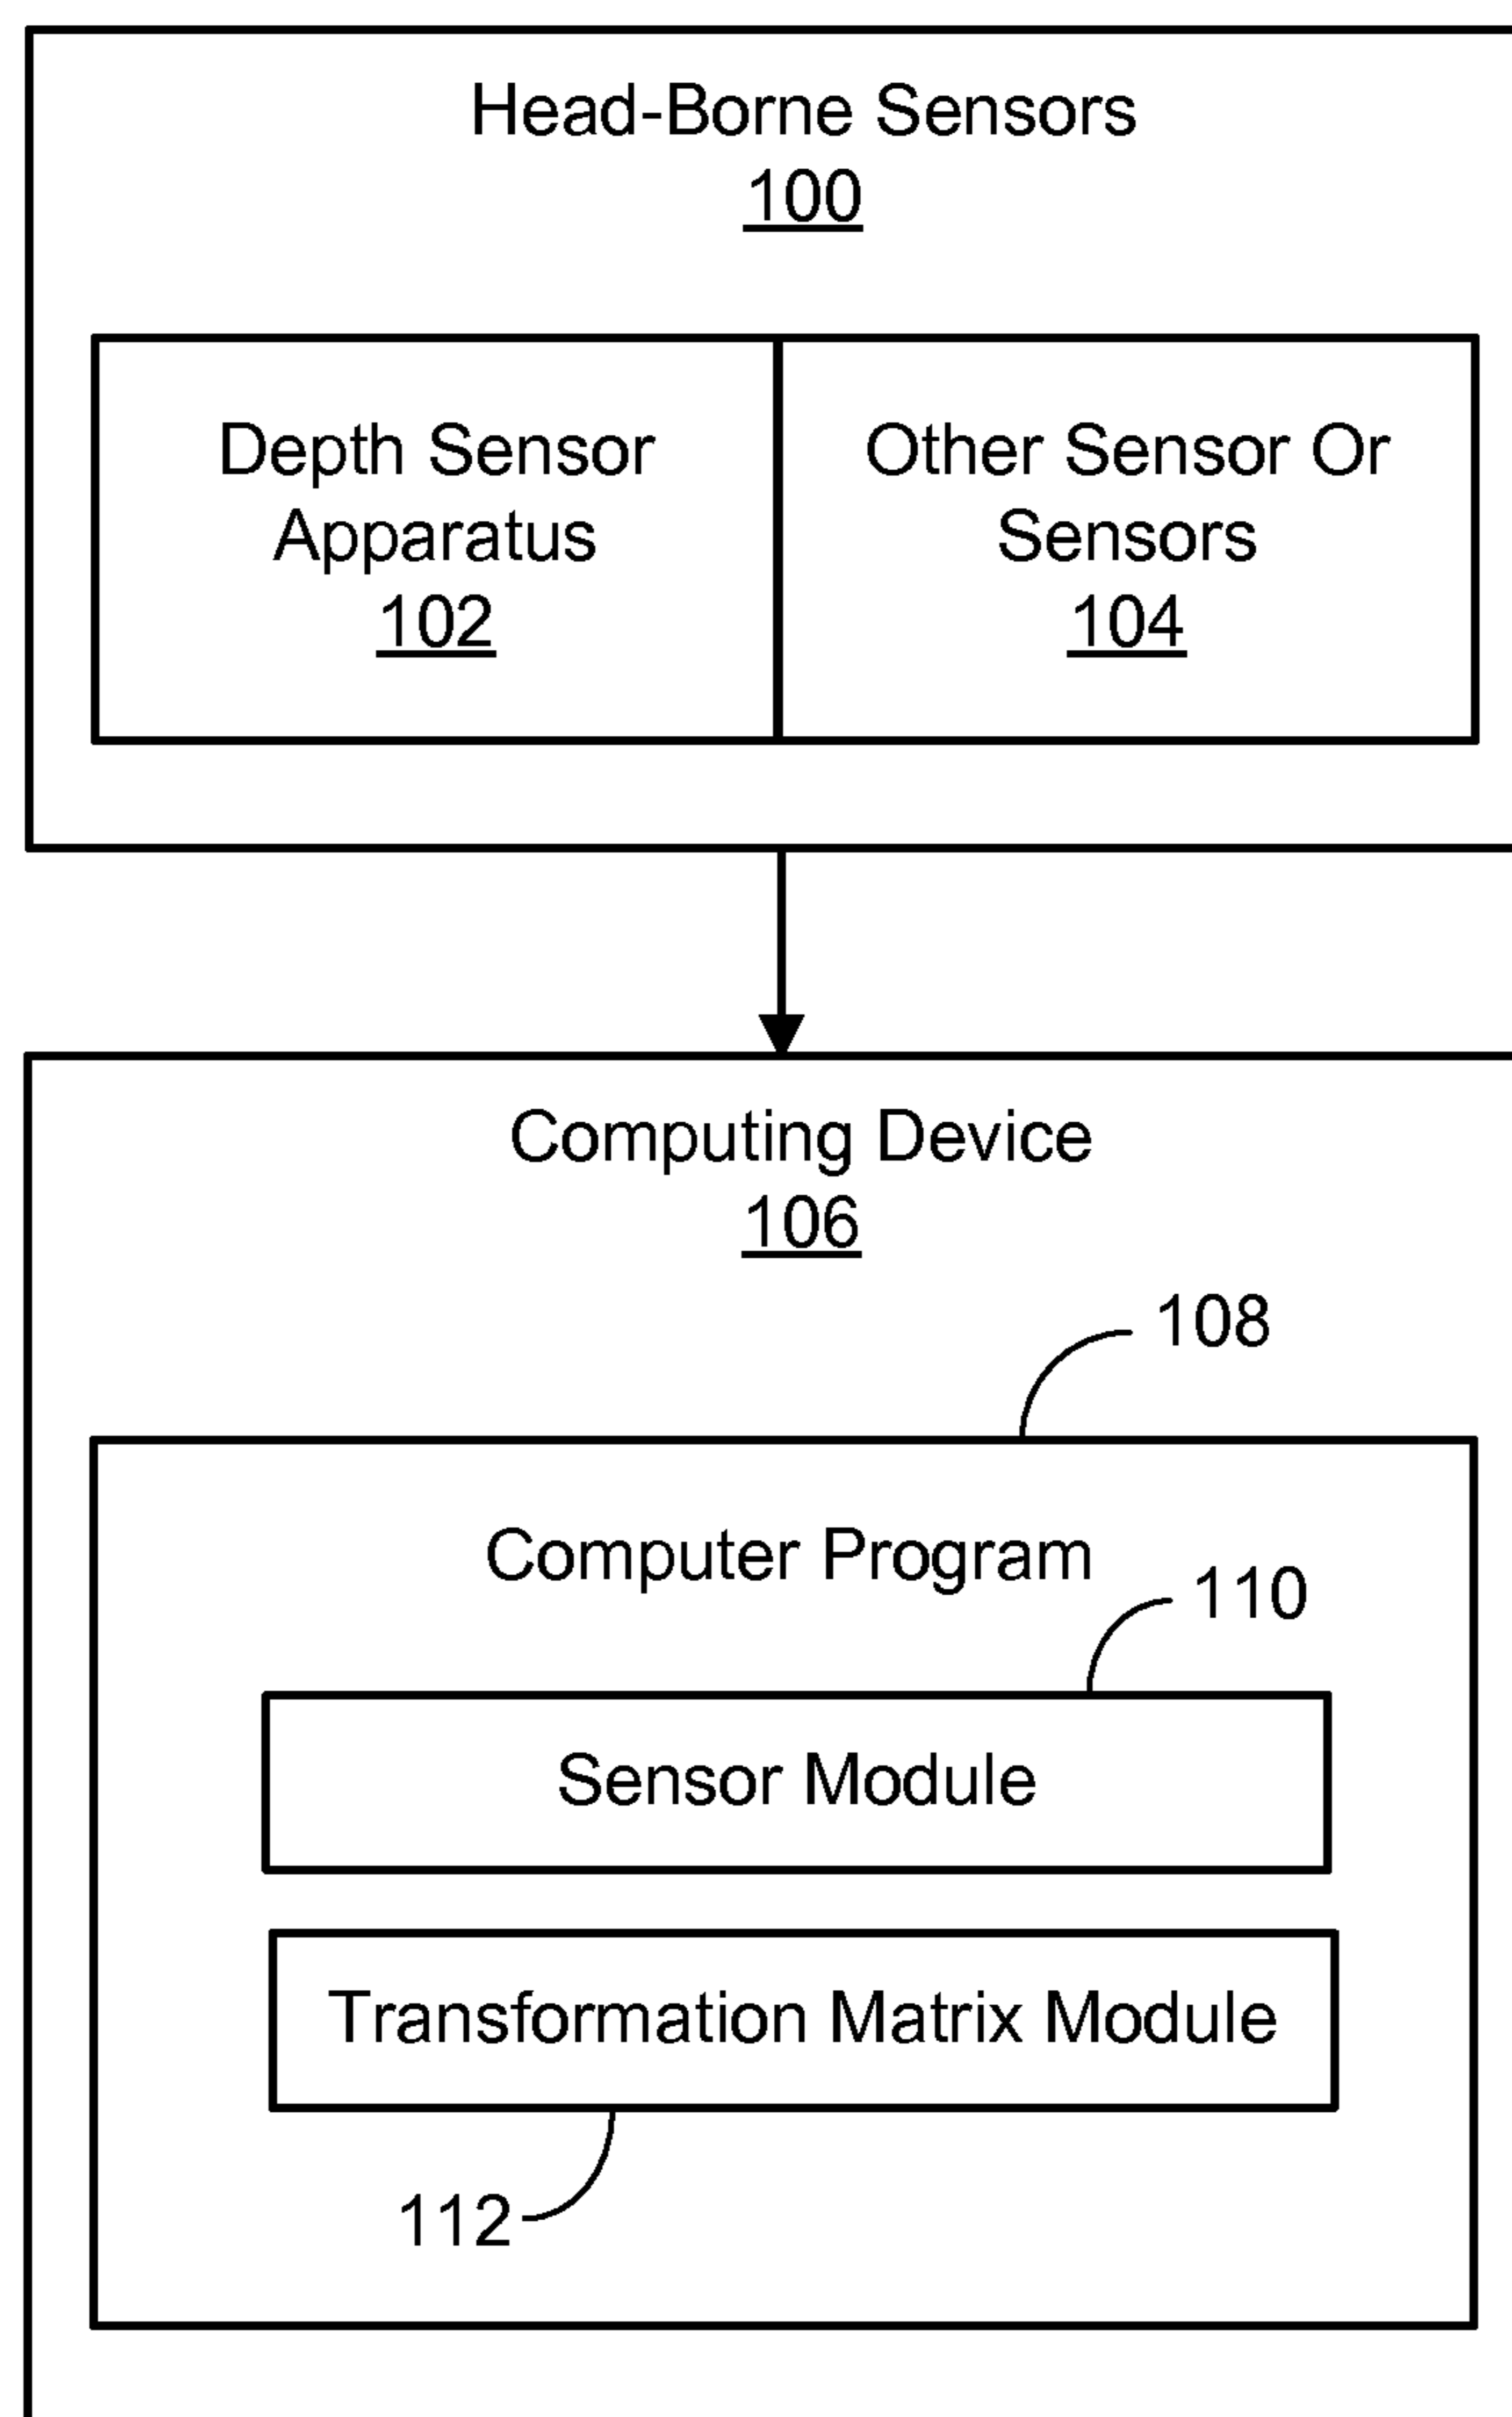 Head-Borne Sensors
100
Depth Sensor
Apparatus
102
Other Sensor Or
Sensors
104
Computing Device
106
108
Computer Program
110
Sensor Module
Transformation Matrix Module
112